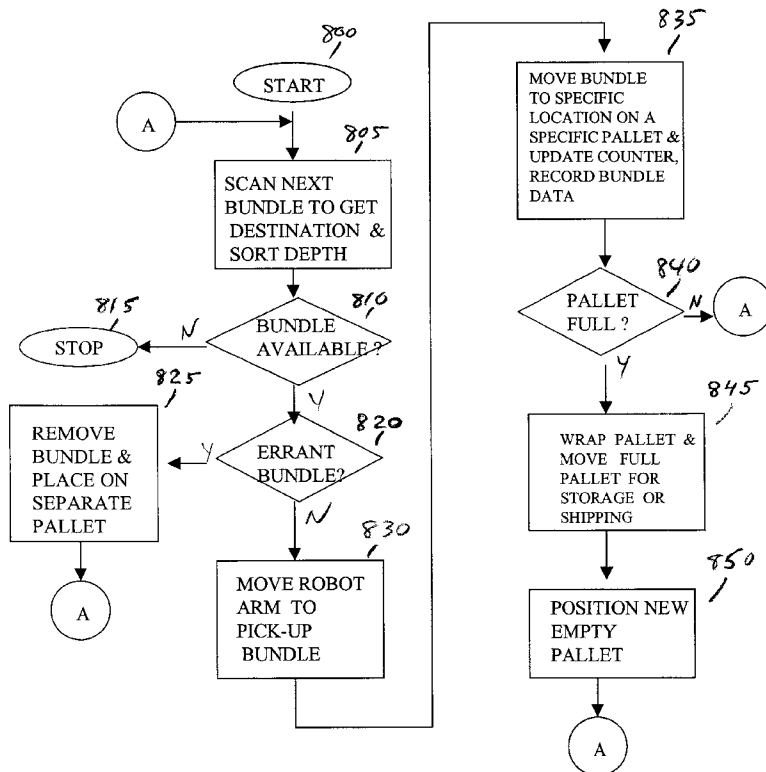 800
START
A
805
SCAN NEXT
BUNDLE TO GET
DESTINATION &
SORT DEPTH
810
BUNDLE
AVAILABLE ?
N
815
STOP
Y
820
ERRANT
BUNDLE?
Y
825
REMOVE
BUNDLE &
PLACE ON
SEPARATE
PALLET
A
N
830
MOVE ROBOT
ARM TO
PICK-UP
BUNDLE
835
MOVE BUNDLE
TO SPECIFIC
LOCATION ON A
SPECIFIC PALLET &
UPDATE COUNTER,
RECORD BUNDLE
DATA
840
PALLET
FULL ?
N
A
Y
845
WRAP PALLET &
MOVE FULL
PALLET FOR
STORAGE OR
SHIPPING
850
POSITION NEW
EMPTY
PALLET
A